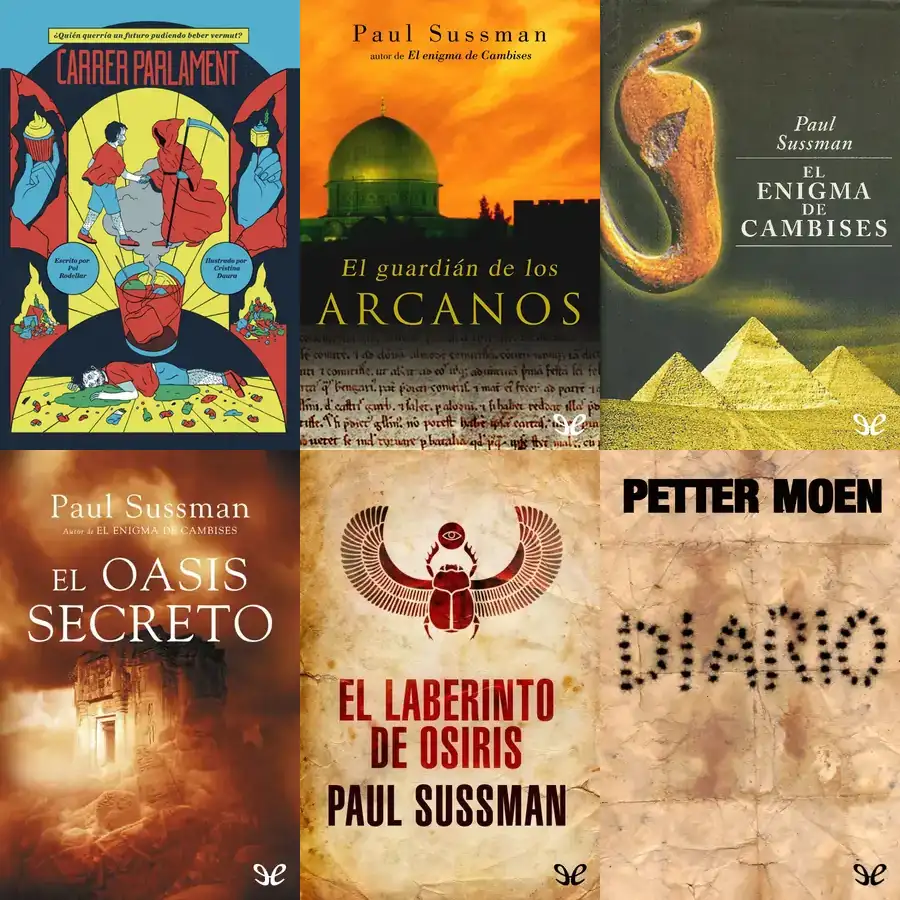 ¿Quién querría un futuro pudiendo beber vermut?
CARRER PARLAMENT
Escrito por
Pol
Rodellar
Ilustrado por
Cristina
Daura
Paul Sussman
autor de El enigma de Cambises
El guardián de los
ARCANOS
Paul
Sussman
EL
ENIGMA
DE
CAMBISES
Paul Sussman
Autor de EL ENIGMA DE CAMBISES
EL OASIS
SECRETO
EL LABERINTO
DE OSIRIS
PAUL SUSSMAN
PETTER MOEN
DIARIO